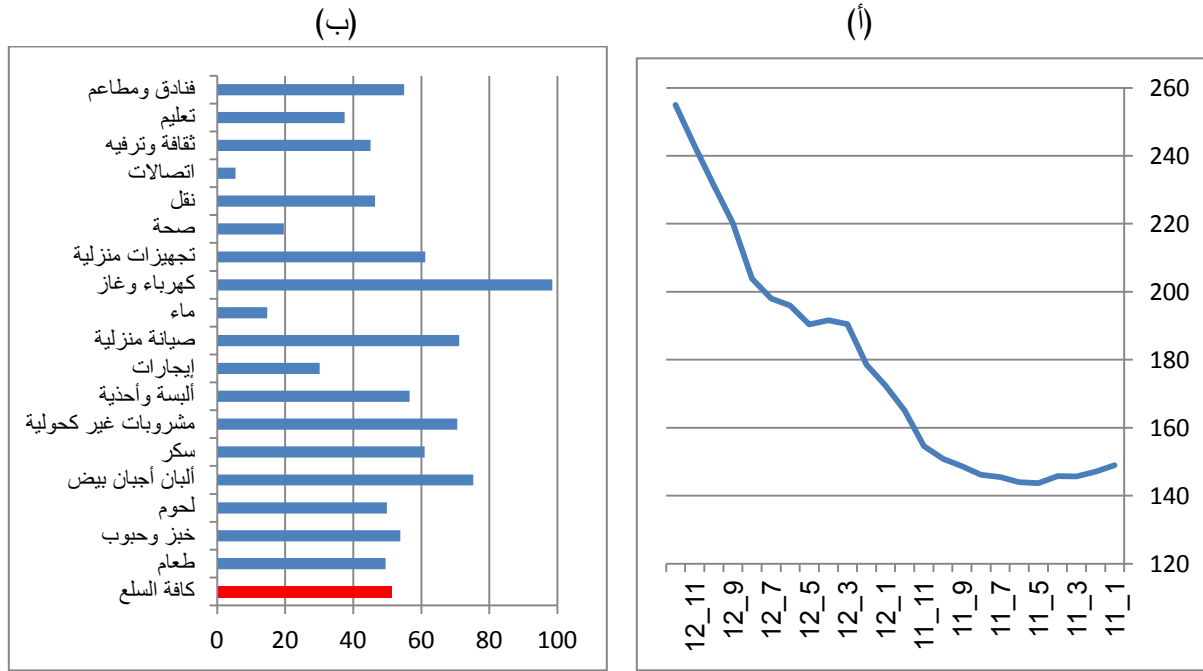 (أ)
260
240
220
200
180
160
140
120
12_11
12_9
12_7
12_5
12_3
12_1
11_11
11_9
11_7
11_5
11_3
11_1
(ب)
فنادق ومطاعم
تعليم
ثقافة وترفيه
اتصالات
نقل
صحة
تجهيزات منزلية
كهرباء وغاز
ماء
صيانة منزلية
إيجارات
ألبسة وأحذية
مشروبات غير كحولية
سكر
ألبان أجبان بيض
لحوم
خبز وحبوب
طعام
كافة السلع
0 20 40 60 80 100